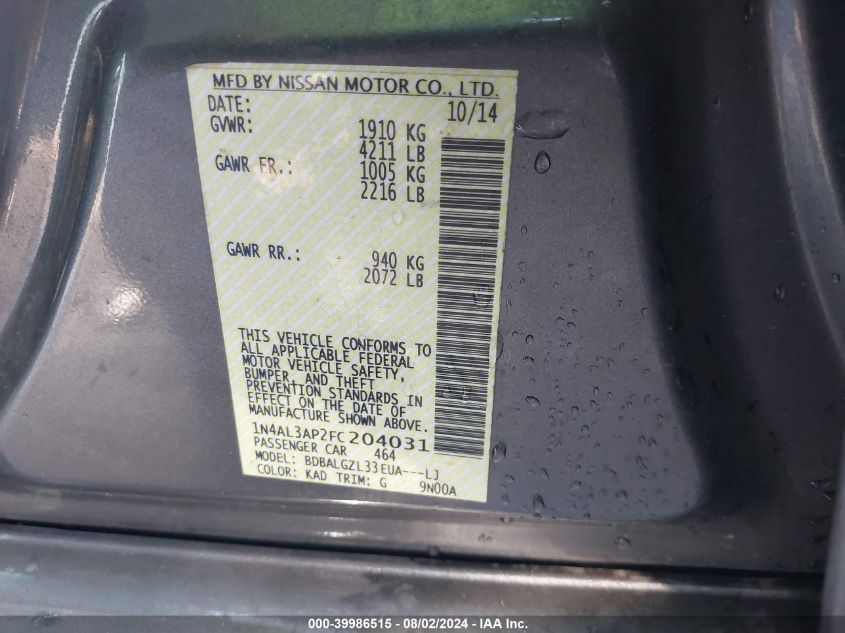 MFD BY NISSAN MOTOR CO., LTD.
DATE: 10/14
GVWR: 1910 KG
4211 LB
GAWR FR.: 1005 KG
2216 LB
GAWR RR.: 940 KG
2072 LB
THIS VEHICLE CONFORMS TO
ALL APPLICABLE FEDERAL
MOTOR VEHICLE SAFETY,
BUMPER, AND THEFT
PREVENTION STANDARDS IN
EFFECT ON THE DATE OF
MANUFACTURE SHOWN ABOVE.
1N4AL3AP2FC204031
PASSENGER CAR 464
MODEL: BDBALGZL33EUA---LJ
COLOR: KAD TRIM: G 9N00A
000-39986515 - 08/02/2024 - IAA Inc.